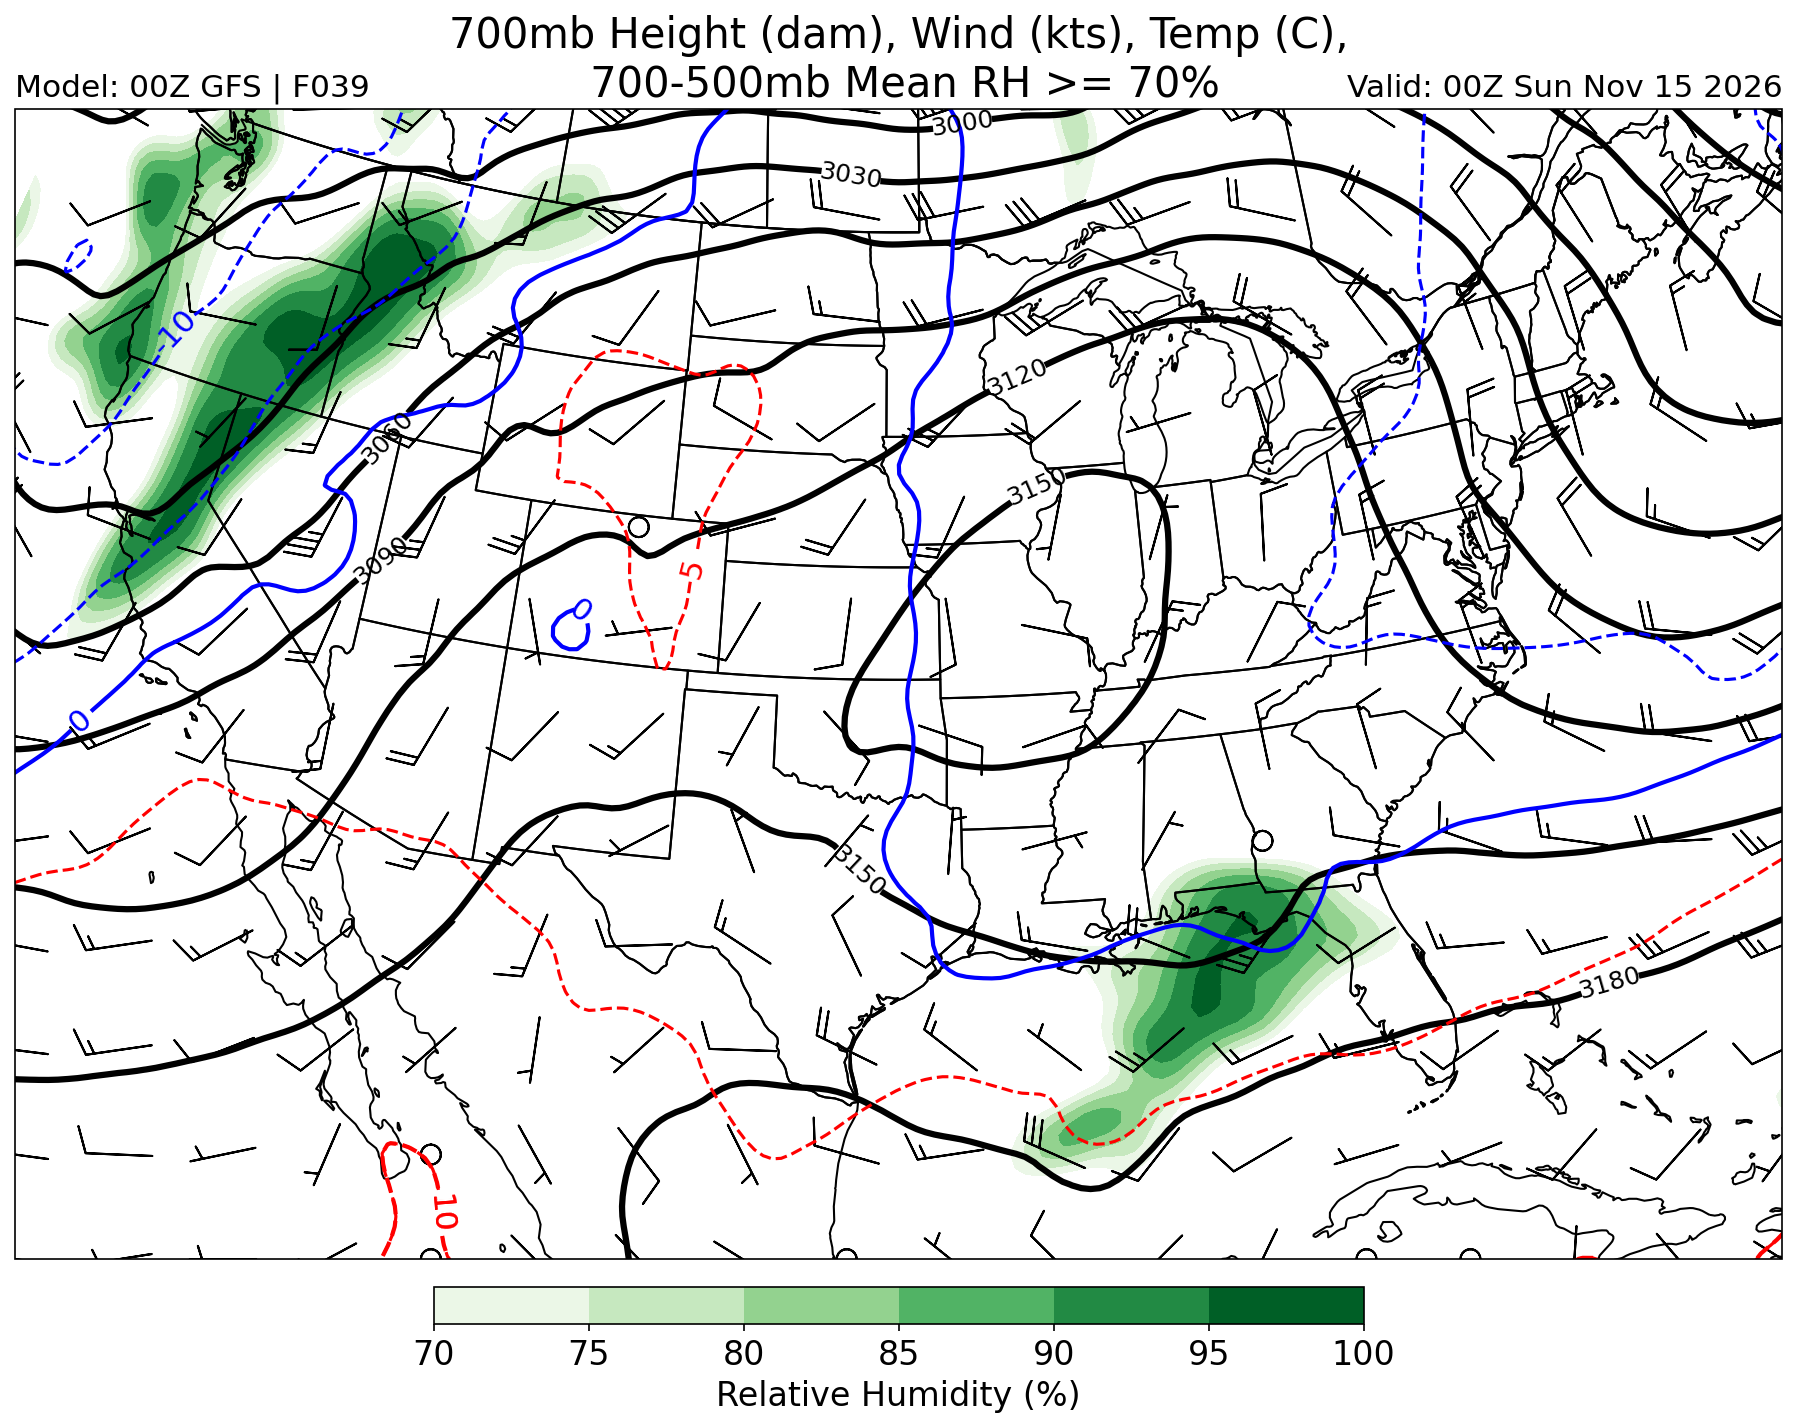 700mb Height (dam), Wind (kts), Temp (C),
700-500mb Mean RH >= 70%
Model: 00Z GFS | F039
Valid: 00Z Sun Nov 15 2026
3000
3030
-10
3120
3060
3150
3090
5
0
0
3150
3180
10
70 75 80 85 90 95 100
Relative Humidity (%)